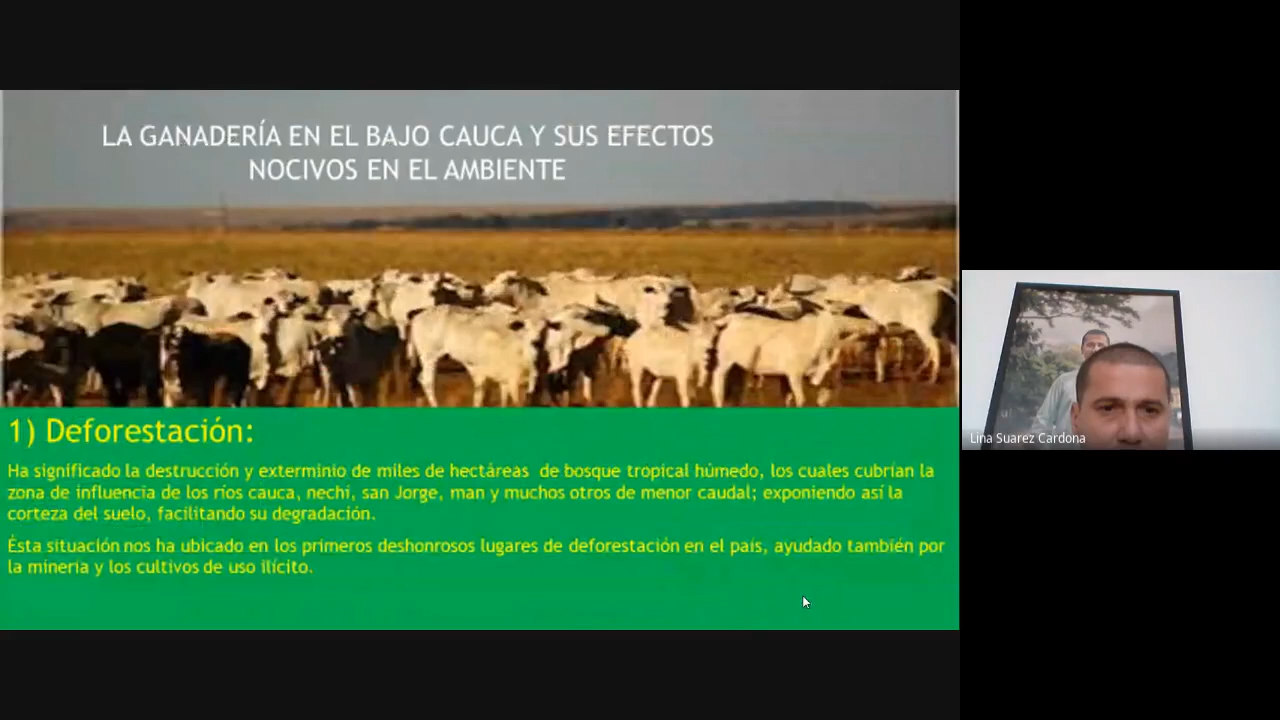 LA GANADERÍA EN EL BAJO CAUCA Y SUS EFECTOS
NOCIVOS EN EL AMBIENTE
1) Deforestación:
Ha significado la destrucción y exterminio de miles de hectáreas de bosque tropical húmedo, los cuales cubrían la
zona de influencia de los ríos cauca, nechí, san Jorge, man y muchos otros de menor caudal; exponiendo así la
corteza del suelo, facilitando su degradación.
Ésta situación nos ha ubicado en los primeros deshonrosos lugares de deforestación en el país, ayudado también por
la minería y los cultivos de uso ilícito.
Lina Suarez Cardona